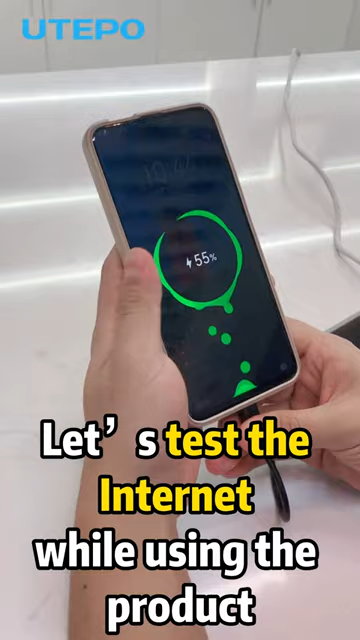 UTEPO
55%
Let’s test the
Internet
while using the
product